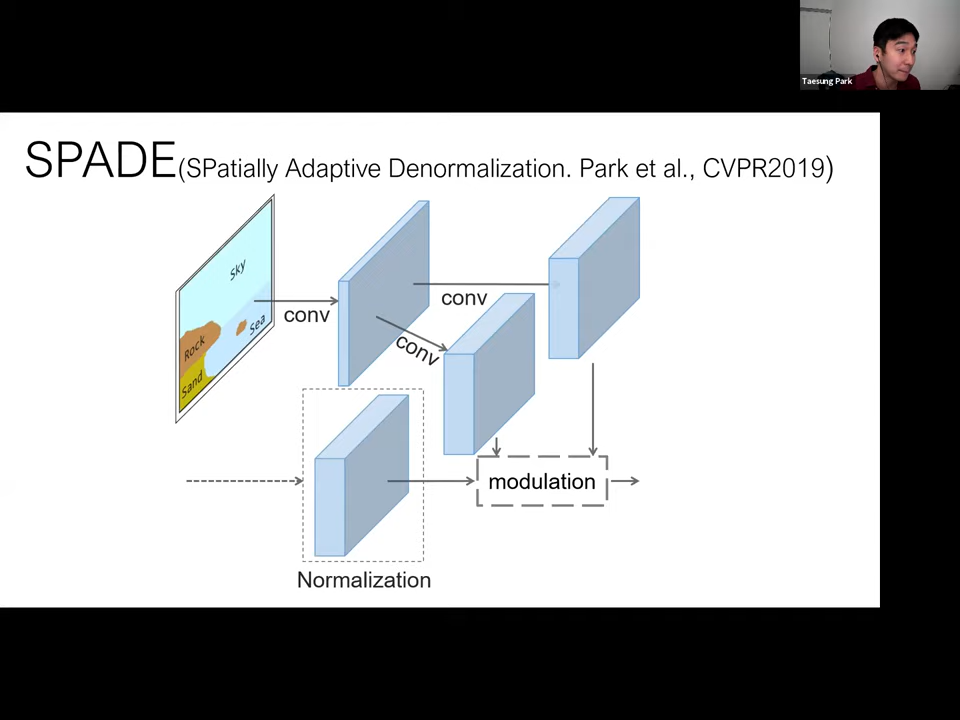 Taesung Park
SPADE(SPatially Adaptive Denormalization. Park et al., CVPR2019)
Sky
Sea
Rock
Sand
conv
conv
conv
modulation
Normalization